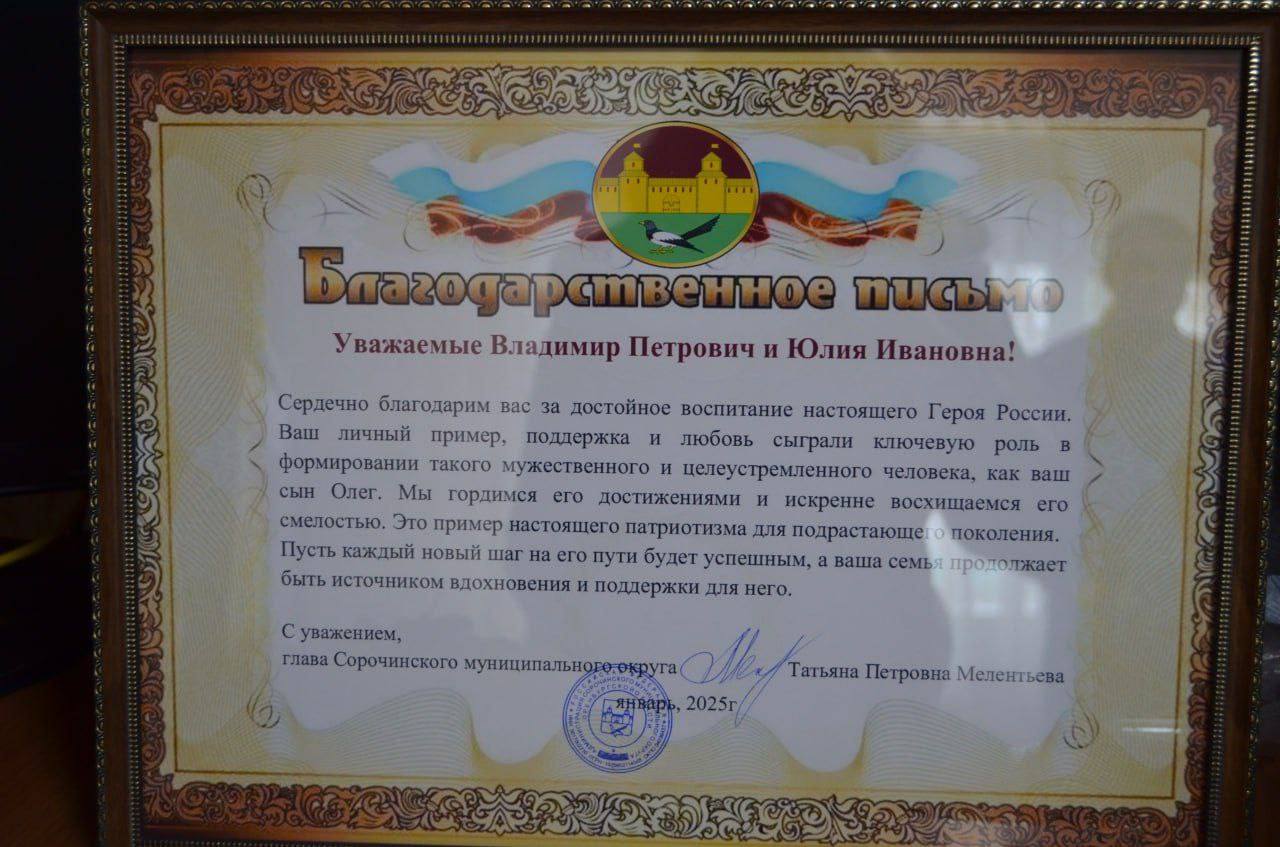 Благодарственное письмо
Уважаемые Владимир Петрович и Юлия Ивановна!
Сердечно благодарим вас за достойное воспитание настоящего Героя России.
Ваш личный пример, поддержка и любовь сыграли ключевую роль в
формировании такого мужественного и целеустремленного человека, как ваш
сын Олег. Мы гордимся его достижениями и искренне восхищаемся его
смелостью. Это пример настоящего патриотизма для подрастающего поколения.
Пусть каждый новый шаг на его пути будет успешным, а ваша семья продолжает
быть источником вдохновения и поддержки для него.
С уважением,
глава Сорочинского муниципального округа Татьяна Петровна Мелентьева
январь, 2025г